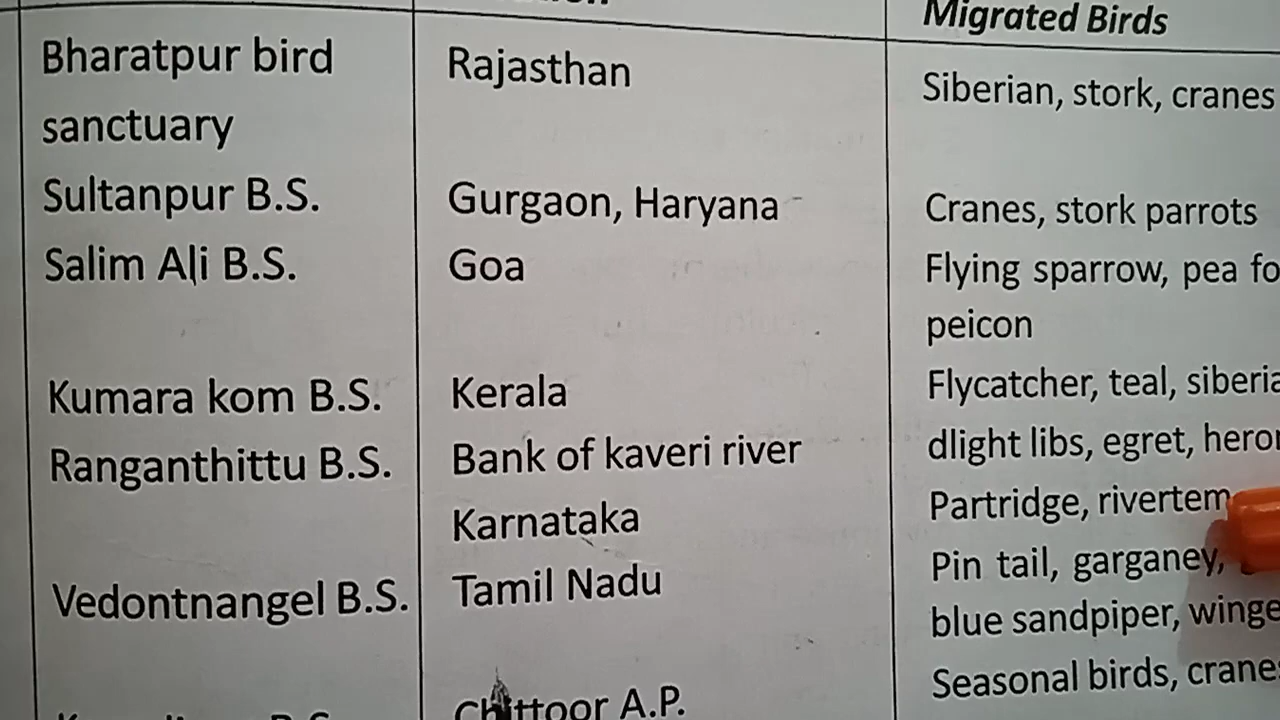 Migrated Birds
Bharatpur bird Rajasthan Siberian, stork, cranes
sanctuary
Sultanpur B.S. Gurgaon, Haryana Cranes, stork parrots
Salim Ali B.S. Goa Flying sparrow, pea fo
peicon
Kumara kom B.S. Kerala Flycatcher, teal, siberia
Ranganthittu B.S. Bank of kaveri river dlight libs, egret, heron
Karnataka Partridge, rivertem
Vedontnangel B.S. Tamil Nadu Pin tail, garganey,
blue sandpiper, winge
Chittoor A.P. Seasonal birds, cranes
B.S.